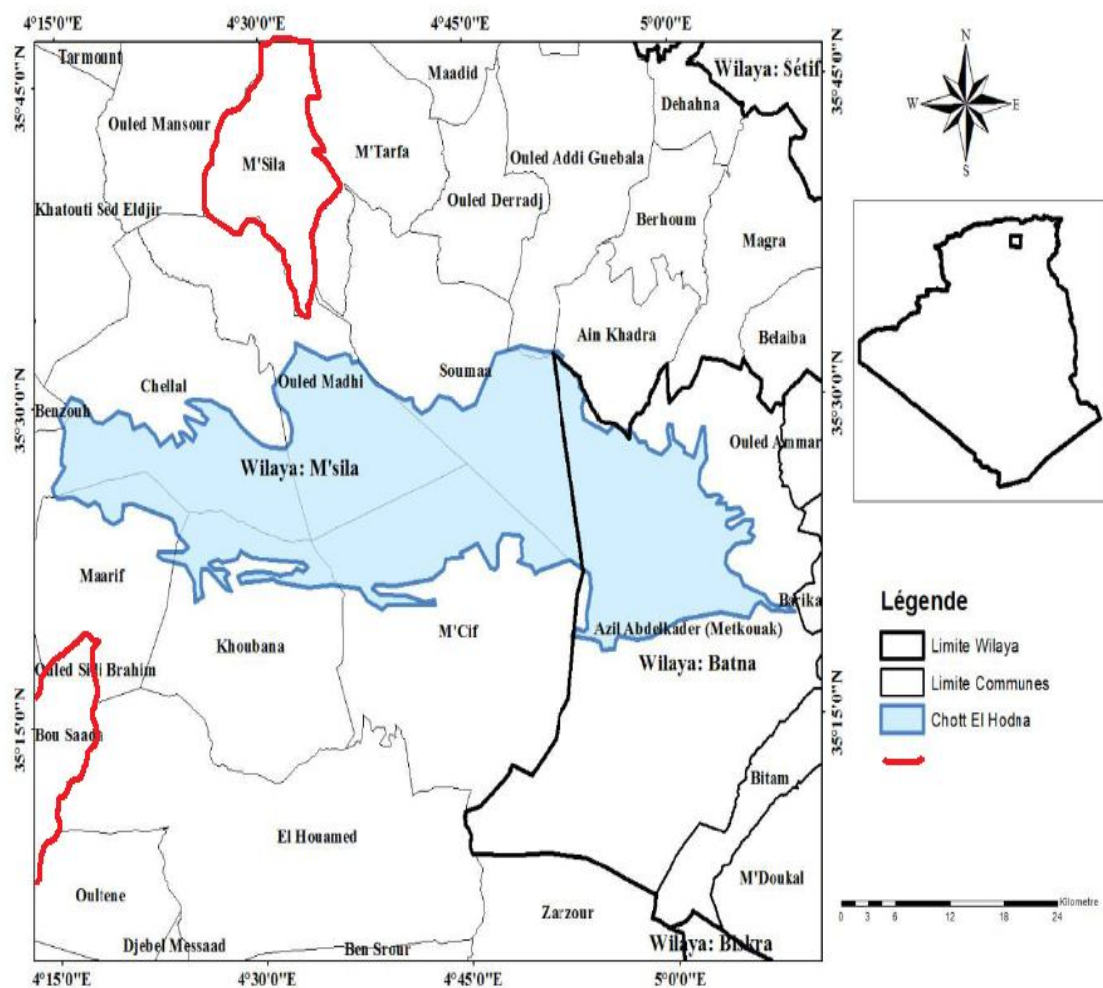 4°15'0"E
4°30'0"E
4°45'0"E
5°0'0"E
35°45'0"N
35°45'0"N
Tarmount
Maadid
Wilaya: Sétif
Dehahna
Ouled Mansour
M'Sila
M'Tarfa
Ouled Addi Guebala
Ouled Derradj
Khatouti Sed Eldjir
Berhoum
Magra
Ain Khadra
Belaiba
Chellal
Ouled Madhi
Soumaa
35°30'0"N
35°30'0"N
Benzouh
Ouled Ammar
Wilaya: M'sila
Maarif
Barika
Khoubana
M'Cif
Azil Abdelkader (Metkouak)
Wilaya: Batna
Ouled Sidi Brahim
35°15'0"N
35°15'0"N
Bou Saada
Bitam
El Houamed
M'Doukal
Oultene
Zarzour
Djebel Messaad
Ben Srour
Wilaya: Biskra
4°15'0"E
4°30'0"E
4°45'0"E
5°0'0"E
N
W
E
S
Légende
Limite Wilaya
Limite Communes
Chott El Hodna
Kilometre
0 3 6 12 18 24